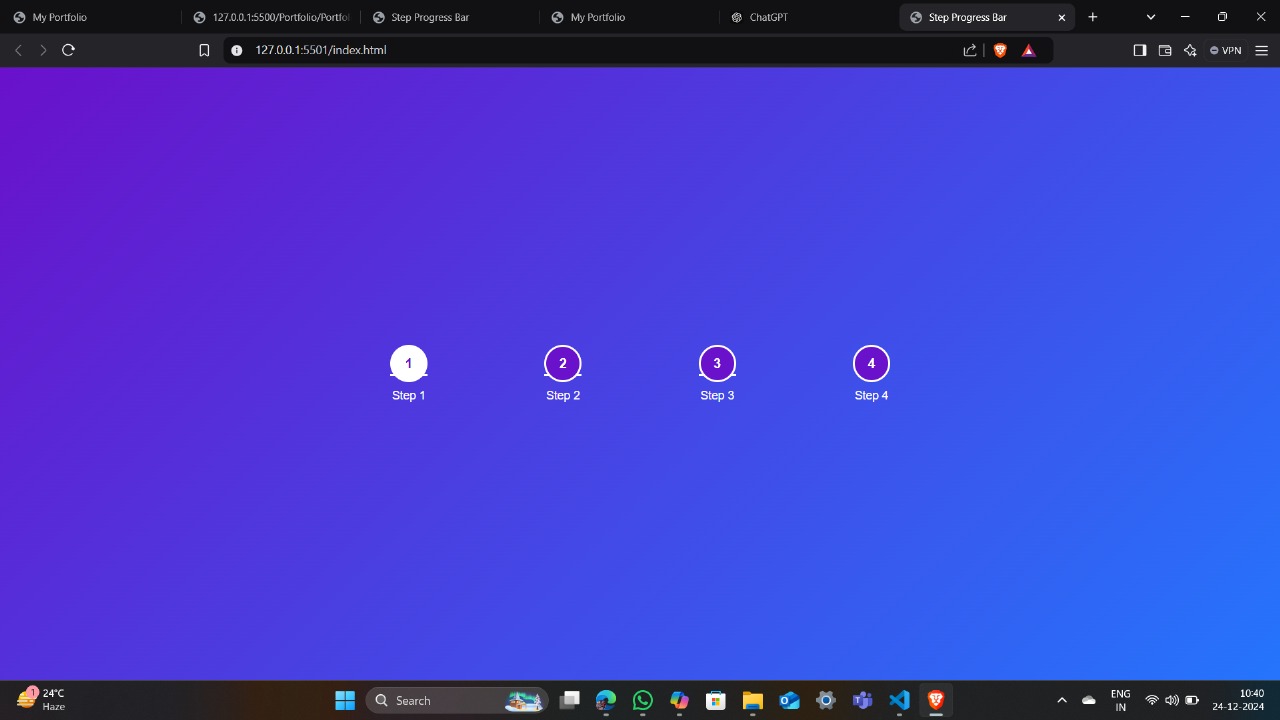 My Portfolio
127.0.0.1:5500/Portfolio/Portfol
Step Progress Bar
My Portfolio
ChatGPT
Step Progress Bar
127.0.0.1:5501/index.html
VPN
1
2
3
4
Step 1
Step 2
Step 3
Step 4
1
24°C
Haze
Search
ENG
IN
10:40
24-12-2024